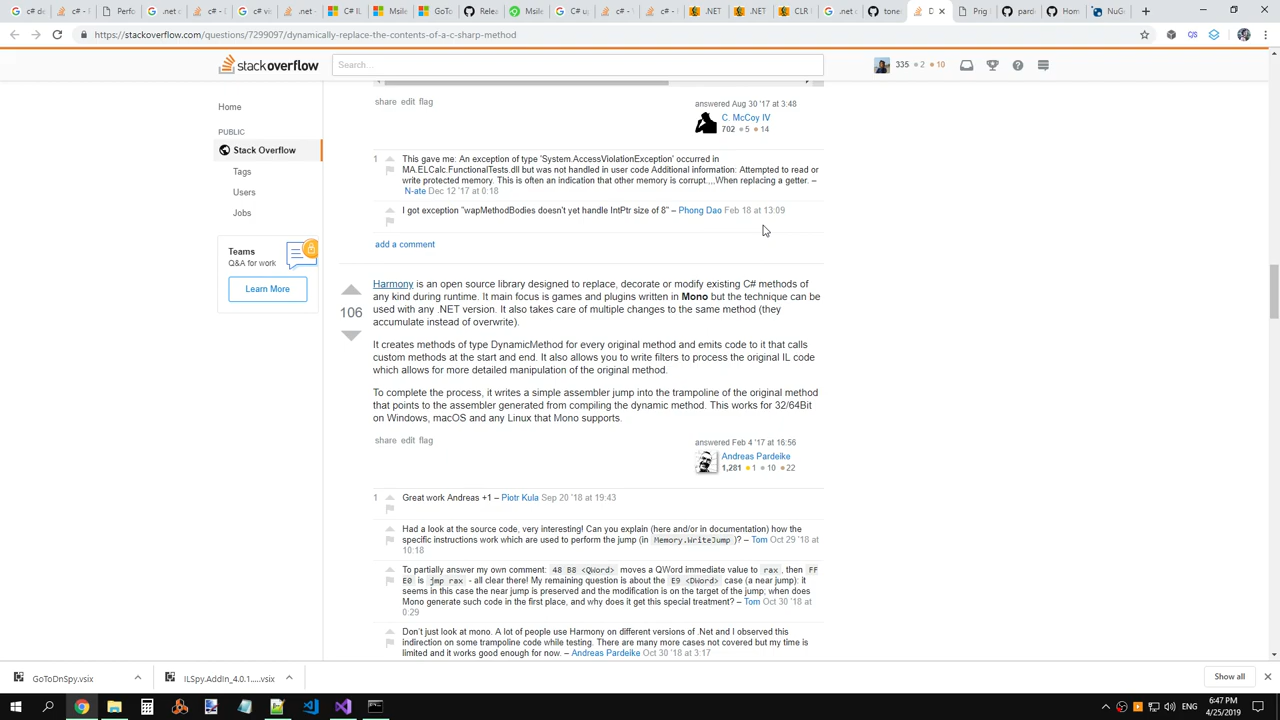 G d
.net c
C# v
C# IL
Msile
GoTo
Relea
Msile
C# up
.NET
.NET
CLR
.net c
tone
D
Prig
pard
Hom
NuG
https://stackoverflow.com/questions/7299097/dynamically-replace-the-contents-of-a-c-sharp-method
stackoverflow
Search...
335 2 10
Home
PUBLIC
Stack Overflow
Tags
Users
Jobs
Teams
Q&A for work
Learn More
share edit flag
answered Aug 30 '17 at 3:48
C. McCoy IV
702 5 14
1 This gave me: An exception of type 'System.AccessViolationException' occurred in
MA.ELCalc.FunctionalTests.dll but was not handled in user code Additional information: Attempted to read or
write protected memory. This is often an indication that other memory is corrupt.,,,When replacing a getter. –
N-ate Dec 12 '17 at 0:18
I got exception "wapMethodBodies doesn't yet handle IntPtr size of 8" – Phong Dao Feb 18 at 13:09
add a comment
106
Harmony is an open source library designed to replace, decorate or modify existing C# methods of
any kind during runtime. It main focus is games and plugins written in Mono but the technique can be
used with any .NET version. It also takes care of multiple changes to the same method (they
accumulate instead of overwrite).
It creates methods of type DynamicMethod for every original method and emits code to it that calls
custom methods at the start and end. It also allows you to write filters to process the original IL code
which allows for more detailed manipulation of the original method.
To complete the process, it writes a simple assembler jump into the trampoline of the original method
that points to the assembler generated from compiling the dynamic method. This works for 32/64Bit
on Windows, macOS and any Linux that Mono supports.
share edit flag
answered Feb 4 '17 at 16:56
Andreas Pardeike
1,281 1 10 22
1 Great work Andreas +1 – Piotr Kula Sep 20 '18 at 19:43
Had a look at the source code, very interesting! Can you explain (here and/or in documentation) how the
specific instructions work which are used to perform the jump (in Memory.WriteJump )? – Tom Oct 29 '18 at
10:18
To partially answer my own comment: 48 B8 <QWord> moves a QWord immediate value to rax , then FF
E0 is jmp rax - all clear there! My remaining question is about the E9 <DWord> case (a near jump): it
seems in this case the near jump is preserved and the modification is on the target of the jump; when does
Mono generate such code in the first place, and why does it get this special treatment? – Tom Oct 30 '18 at
0:29
Don't just look at mono. A lot of people use Harmony on different versions of .Net and I observed this
indirection on some trampoline code while testing. There are many more cases not covered but my time is
limited and it works good enough for now. – Andreas Pardeike Oct 30 '18 at 3:17
GoToDnSpy.vsix
ILSpy.AddIn_4.0.1.....vsix
Show all
ENG
6:47 PM
4/25/2019